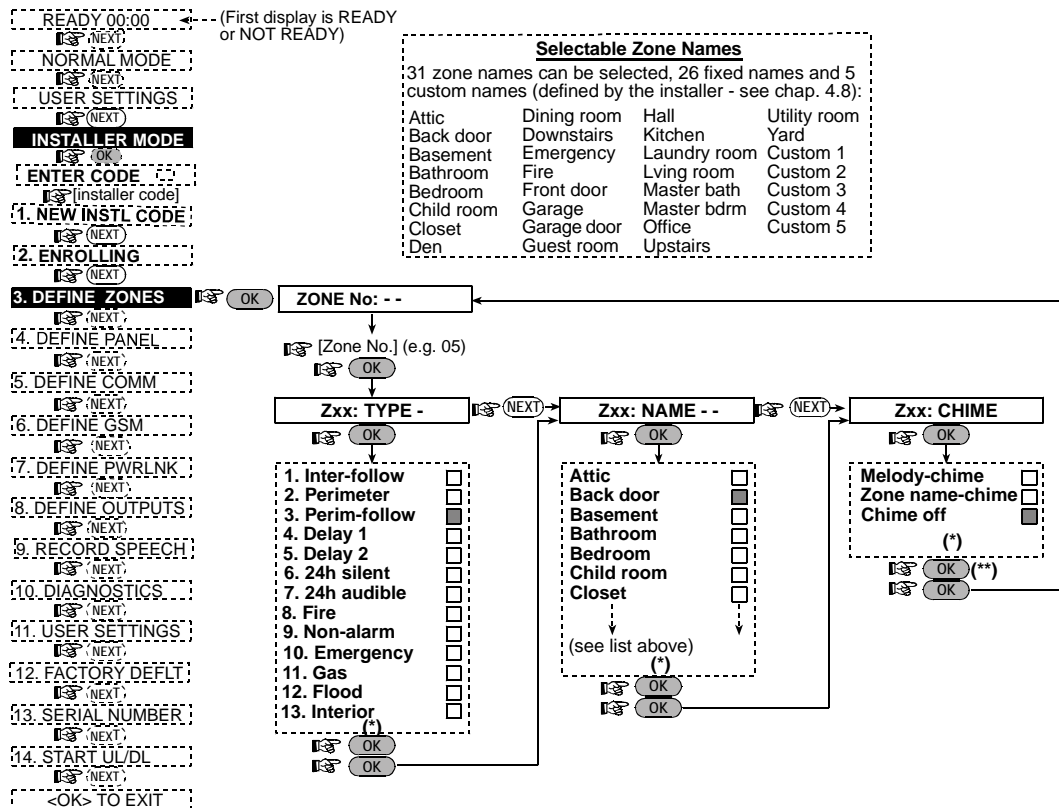 READY 00:00
(First display is READY
or NOT READY)
NEXT
NORMAL MODE
NEXT
USER SETTINGS
NEXT
INSTALLER MODE
OK
ENTER CODE
[installer code]
1. NEW INSTL CODE
NEXT
2. ENROLLING
NEXT
3. DEFINE ZONES
NEXT
4. DEFINE PANEL
NEXT
5. DEFINE COMM
NEXT
6. DEFINE GSM
NEXT
7. DEFINE PWRLNK
NEXT
8. DEFINE OUTPUTS
NEXT
9. RECORD SPEECH
NEXT
10. DIAGNOSTICS
NEXT
11. USER SETTINGS
NEXT
12. FACTORY DEFLT
NEXT
13. SERIAL NUMBER
NEXT
14. START UL/DL
NEXT
<OK> TO EXIT
Selectable Zone Names
31 zone names can be selected, 26 fixed names and 5
custom names (defined by the installer - see chap. 4.8):
Attic Dining room Hall Utility room
Back door Downstairs Kitchen Yard
Basement Emergency Laundry room Custom 1
Bathroom Fire Lving room Custom 2
Bedroom Front door Master bath Custom 3
Child room Garage Master bdrm Custom 4
Closet Garage door Office Custom 5
Den Guest room Upstairs
OK
ZONE No: - -
[Zone No.] (e.g. 05)
OK
Zxx: TYPE -
OK
1. Inter-follow
2. Perimeter
3. Perim-follow
4. Delay 1
5. Delay 2
6. 24h silent
7. 24h audible
8. Fire
9. Non-alarm
10. Emergency
11. Gas
12. Flood
13. Interior
(*)
OK
OK
NEXT
Zxx: NAME - -
OK
Attic
Back door
Basement
Bathroom
Bedroom
Child room
Closet
(see list above)
(*)
OK
OK
NEXT
Zxx: CHIME
OK
Melody-chime
Zone name-chime
Chime off
(*)
OK (**)
OK